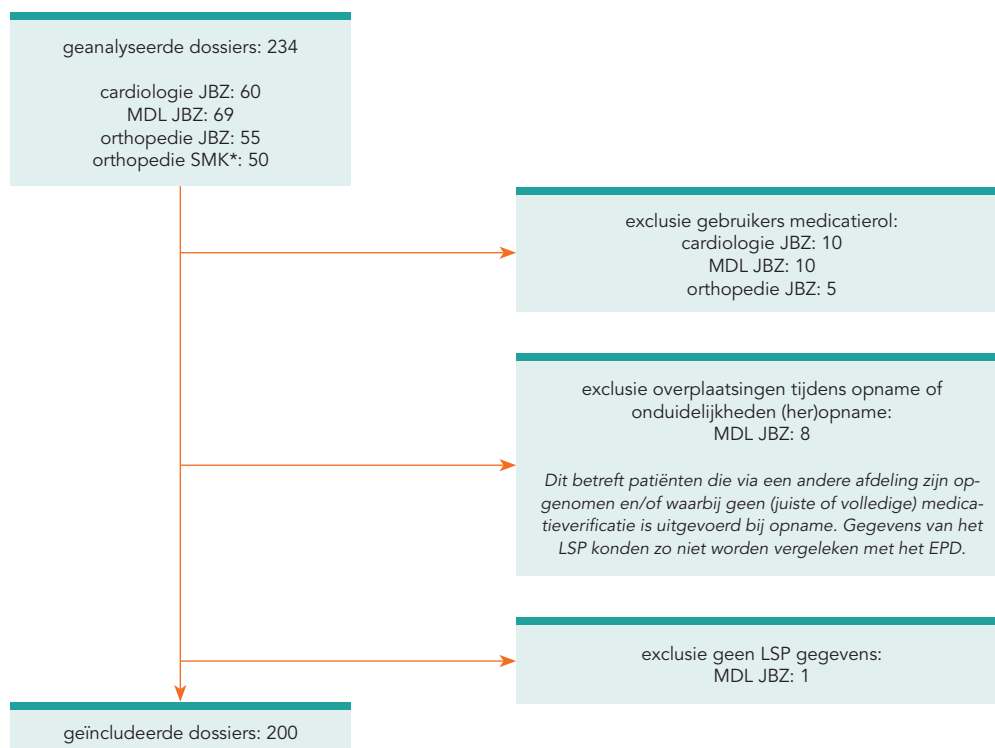 geanalyseerde dossiers: 234
cardiologie JBZ: 60
MDL JBZ: 69
orthopedie JBZ: 55
orthopedie SMK*: 50
exclusie gebruikers medicatierol:
cardiologie JBZ: 10
MDL JBZ: 10
orthopedie JBZ: 5
exclusie overplaatsingen tijdens opname of
onduidelijkheden (her)opname:
MDL JBZ: 8
Dit betreft patiënten die via een andere afdeling zijn op-
genomen en/of waarbij geen (juiste of volledige) medica-
tieverificatie is uitgevoerd bij opname. Gegevens van het
LSP konden zo niet worden vergeleken met het EPD.
exclusie geen LSP gegevens:
MDL JBZ: 1
geïncludeerde dossiers: 200